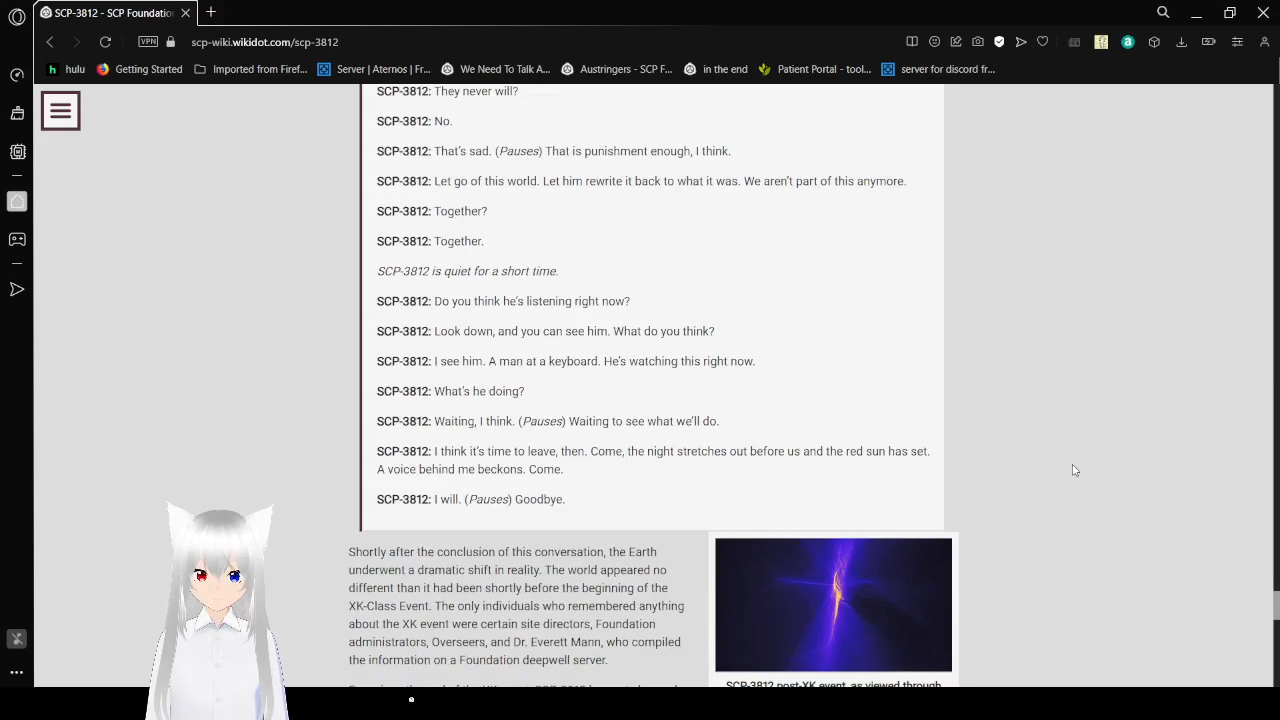 SCP-3812 - SCP Foundation
VPN
scp-wiki.wikidot.com/scp-3812
hulu
Getting Started
Imported from Firef...
Server | Aternos | Fr...
We Need To Talk A...
Austringers - SCP F...
in the end
Patient Portal - tool...
server for discord fr...
SCP-3812: They never will?
SCP-3812: No.
SCP-3812: That's sad. (Pauses) That is punishment enough, I think.
SCP-3812: Let go of this world. Let him rewrite it back to what it was. We aren't part of this anymore.
SCP-3812: Together?
SCP-3812: Together.
SCP-3812 is quiet for a short time.
SCP-3812: Do you think he's listening right now?
SCP-3812: Look down, and you can see him. What do you think?
SCP-3812: I see him. A man at a keyboard. He's watching this right now.
SCP-3812: What's he doing?
SCP-3812: Waiting, I think. (Pauses) Waiting to see what we'll do.
SCP-3812: I think it's time to leave, then. Come, the night stretches out before us and the red sun has set.
A voice behind me beckons. Come.
SCP-3812: I will. (Pauses) Goodbye.
Shortly after the conclusion of this conversation, the Earth
underwent a dramatic shift in reality. The world appeared no
different than it had been shortly before the beginning of the
XK-Class Event. The only individuals who remembered anything
about the XK event were certain site directors, Foundation
administrators, Overseers, and Dr. Everett Mann, who compiled
the information on a Foundation deepwell server.
SCP-3812 post-XK event, as viewed through